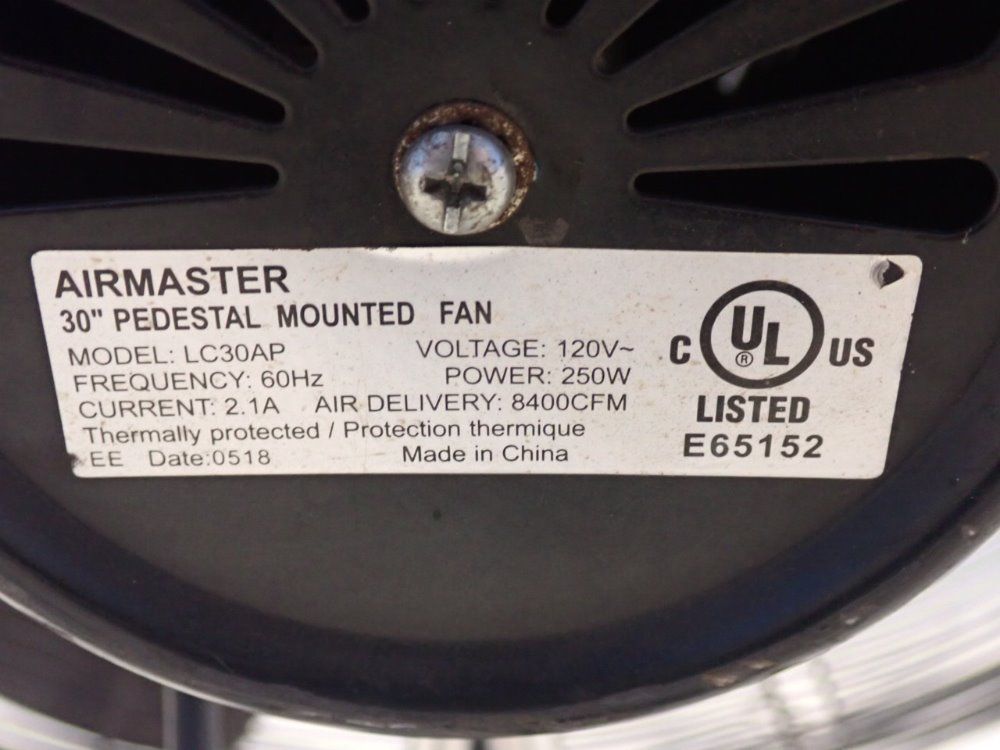 AIRMASTER
30" PEDESTAL MOUNTED FAN
MODEL: LC30AP VOLTAGE: 120V~
FREQUENCY: 60Hz POWER: 250W
CURRENT: 2.1A AIR DELIVERY: 8400CFM
Thermally protected / Protection thermique
EE Date:0518 Made in China
C UL ® US
LISTED
E65152